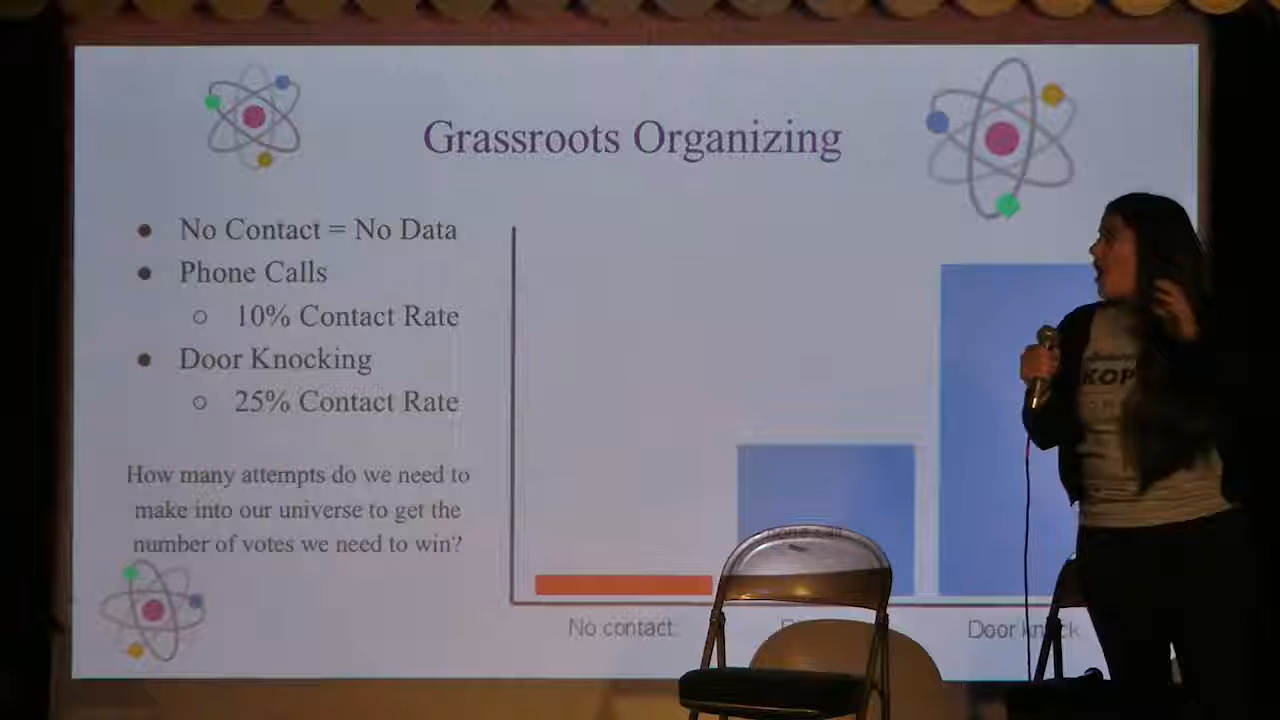 Grassroots Organizing
No Contact = No Data
Phone Calls
10% Contact Rate
Door Knocking
25% Contact Rate
How many attempts do we need to
make into our universe to get the
number of votes we need to win?
No contact
Door
KOP